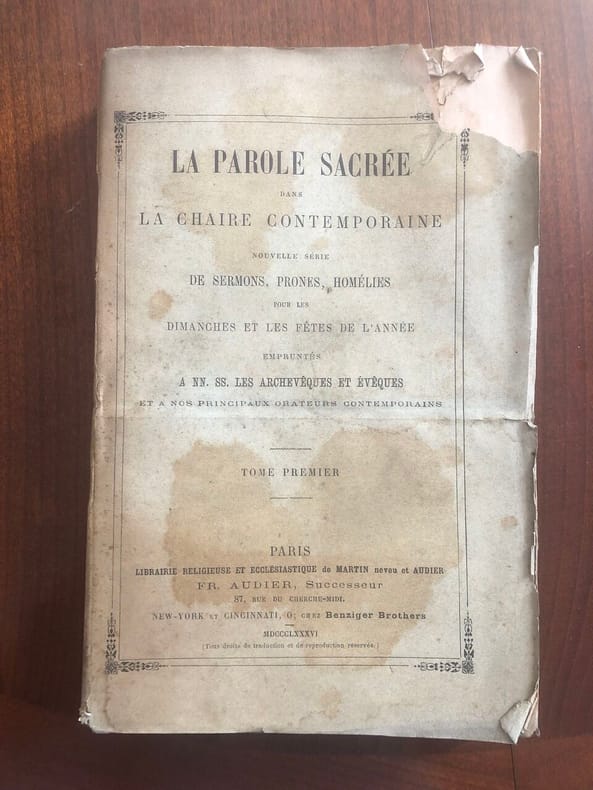 LA PAROLE SACRÉE
DANS
LA CHAIRE CONTEMPORAINE
NOUVELLE SÉRIE
DE SERMONS, PRONES, HOMÉLIES
POUR LES
DIMANCHES ET LES FÊTES DE L'ANNÉE
EMPRUNTÉS
A NN. SS. LES ARCHEVÊQUES ET ÉVÊQUES
ET A NOS PRINCIPAUX ORATEURS CONTEMPORAINS
TOME PREMIER
PARIS
LIBRAIRIE RELIGIEUSE ET ECCLÉSIASTIQUE de MARTIN neveu et AUDIER
FR. AUDIER, Successeur
87, RUE DU CHERCHE-MIDI.
NEW-YORK ET CINCINNATI, O; CHEZ Benziger Brothers
MDCCCLXXXVI
(Tous droits de traduction et de reproduction réservés.)